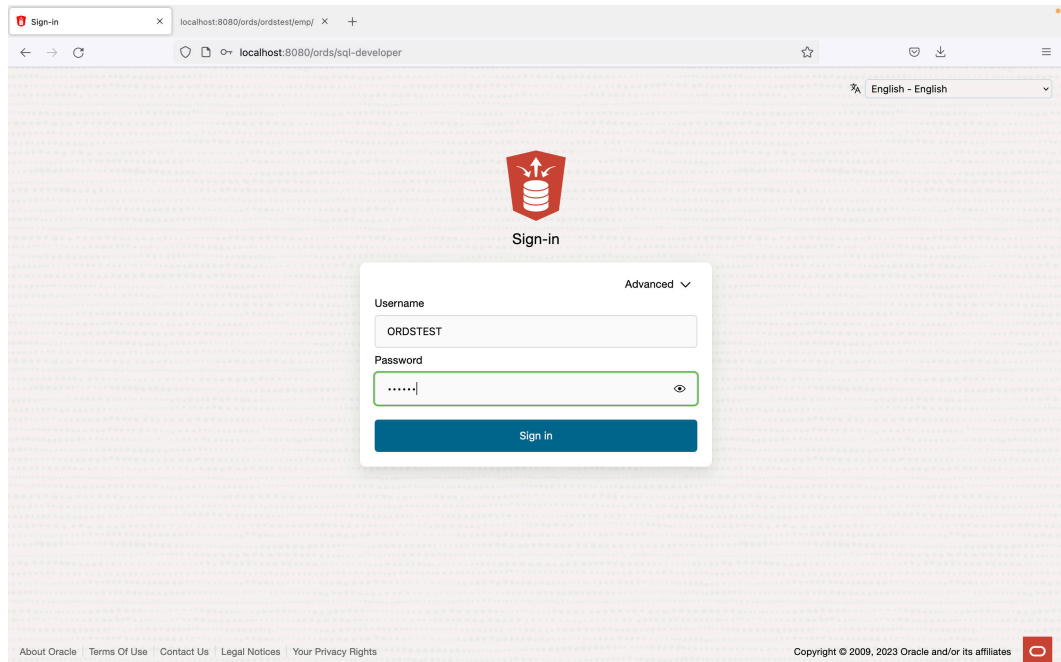 Sign-in
localhost:8080/ords/ordstest/emp/
localhost:8080/ords/sql-developer
English - English
Sign-in
Advanced
Username
ORDSTEST
Password
••••••
Sign in
About Oracle | Terms Of Use | Contact Us | Legal Notices | Your Privacy Rights
Copyright © 2009, 2023 Oracle and/or its affiliates